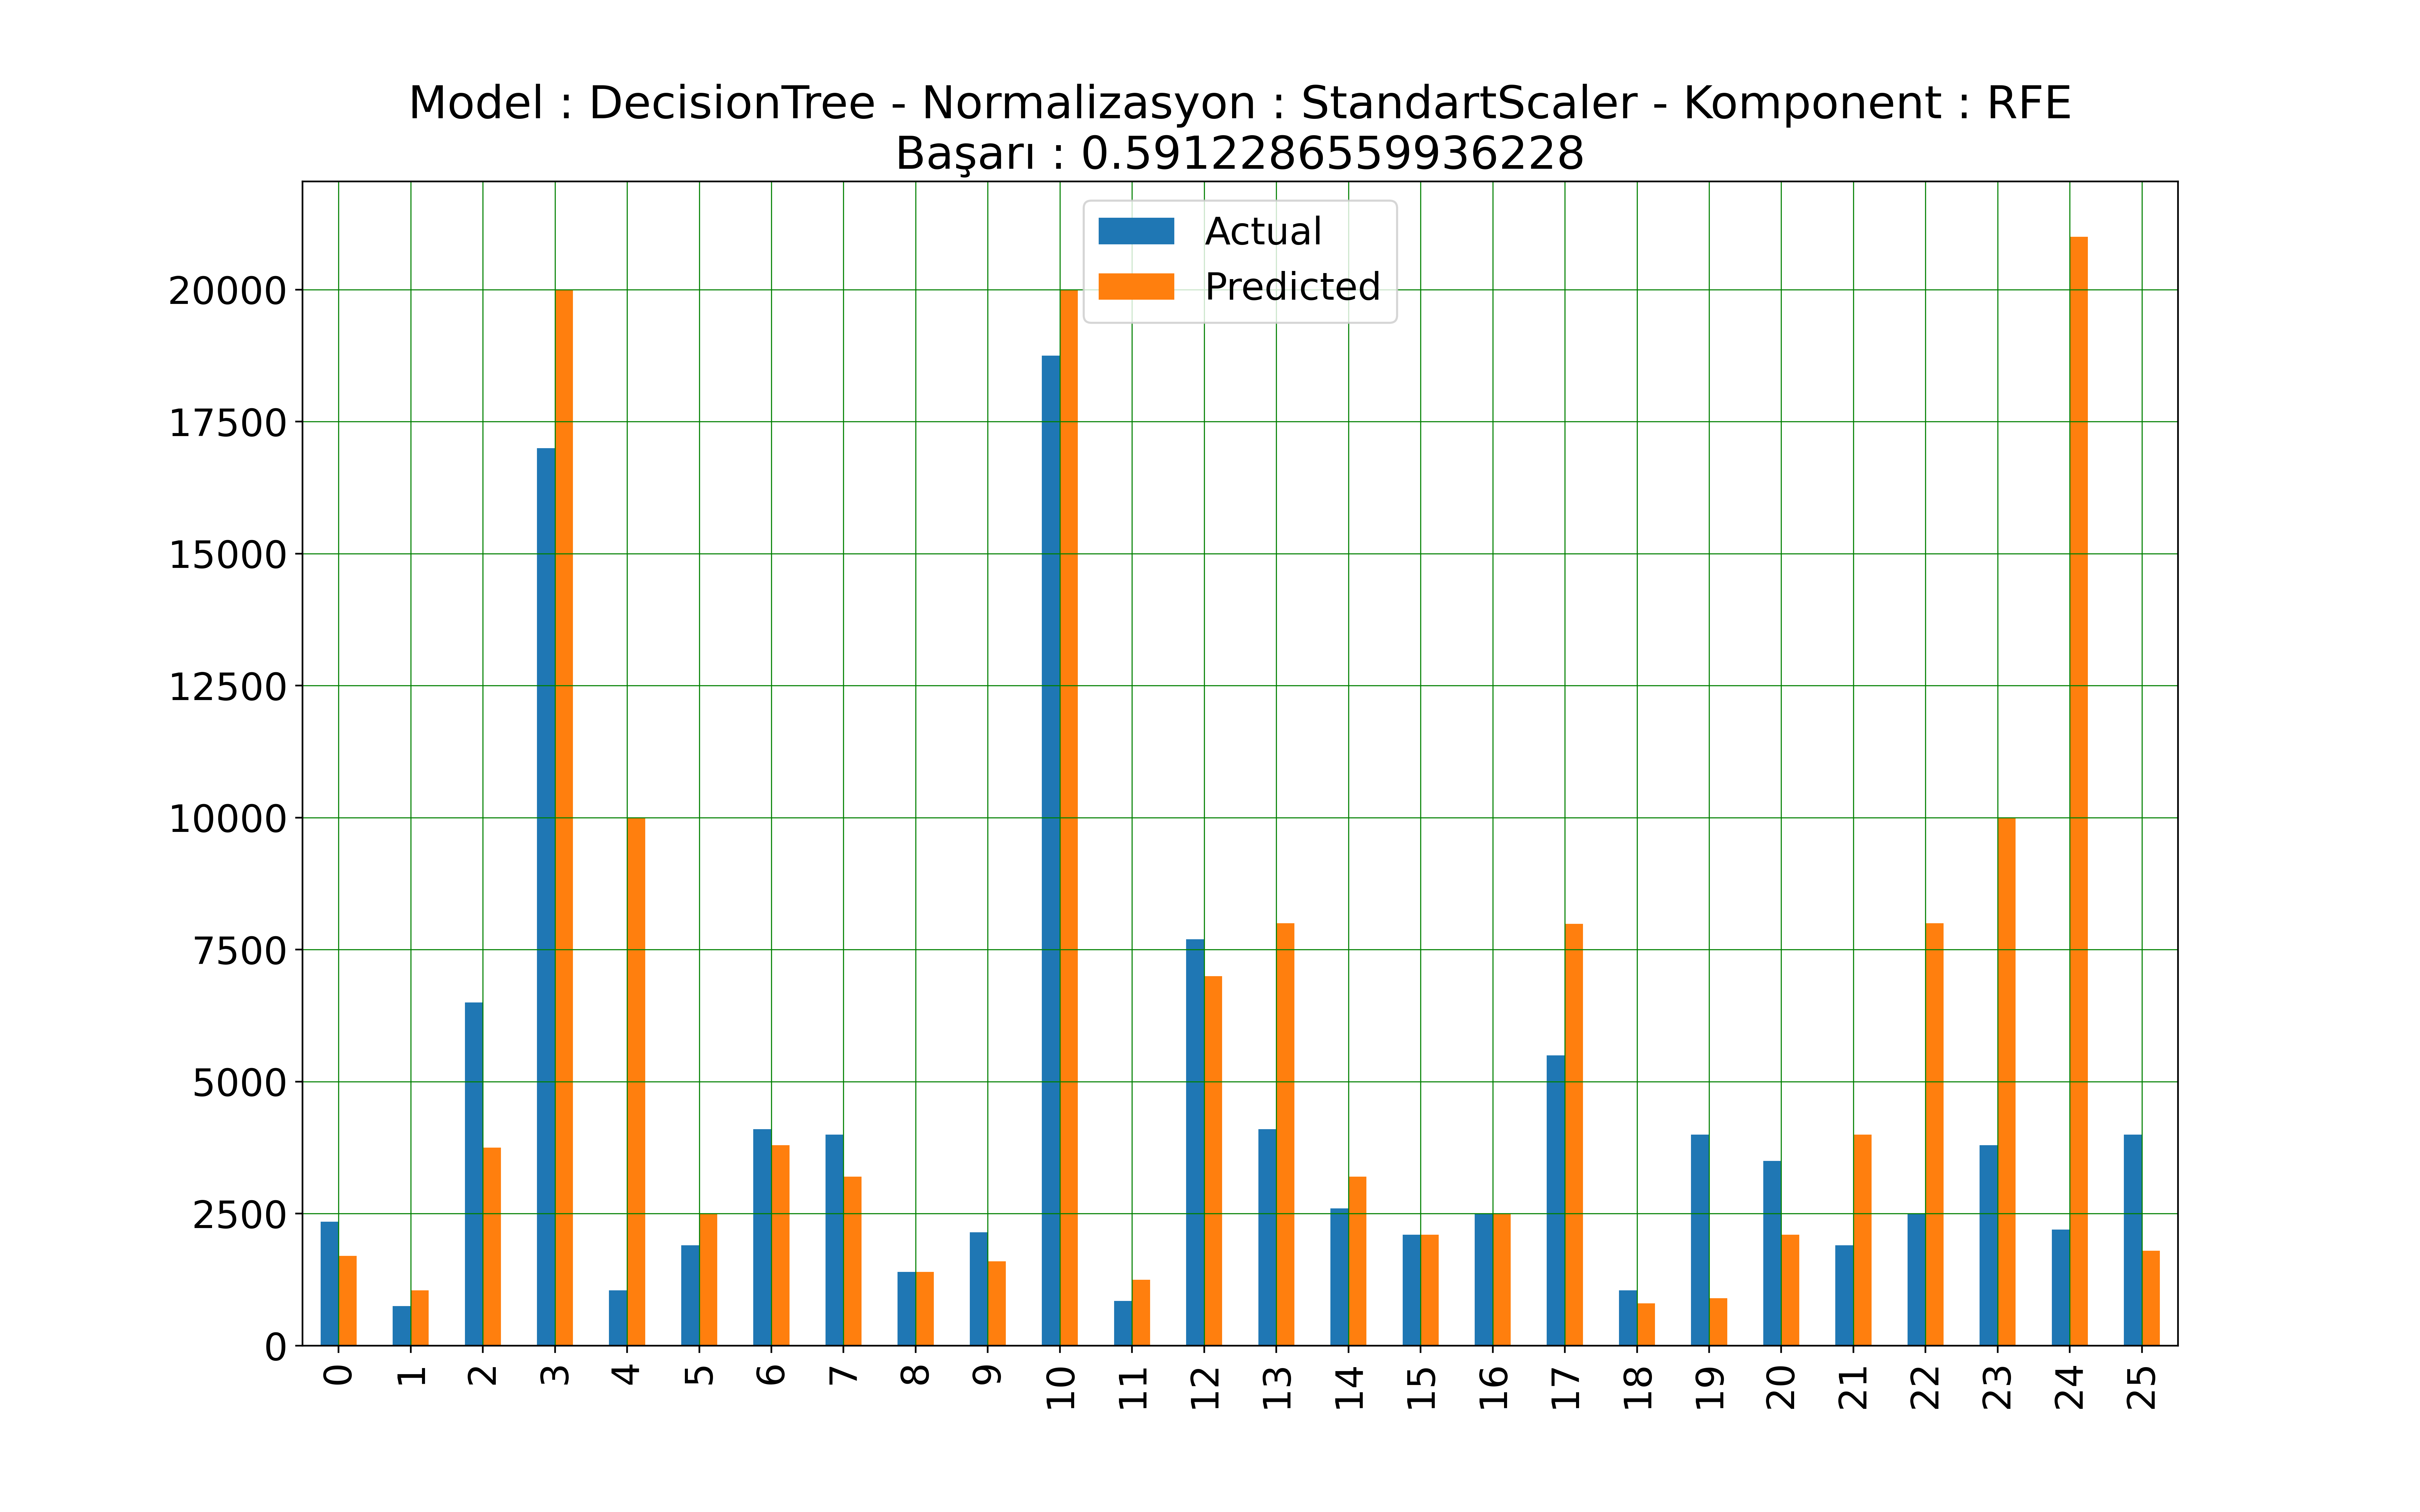 Model : DecisionTree - Normalizasyon : StandartScaler - Komponent : RFE
Başarı : 0.5912286559936228
Actual
Predicted
20000
17500
15000
12500
10000
7500
5000
2500
0
0 1 2 3 4 5 6 7 8 9 10 11 12 13 14 15 16 17 18 19 20 21 22 23 24 25